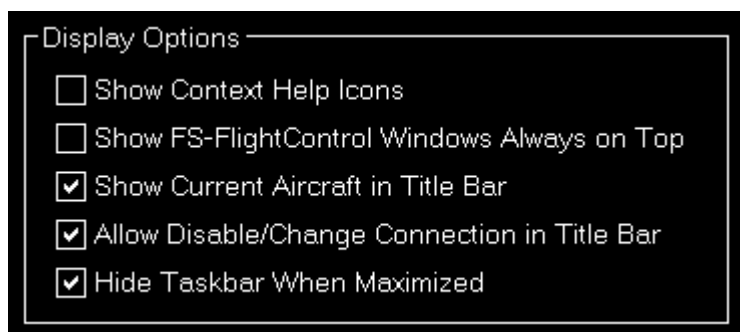 Display Options
Show Context Help Icons
Show FS-FlightControl Windows Always on Top
Show Current Aircraft in Title Bar
Allow Disable/Change Connection in Title Bar
Hide Taskbar When Maximized